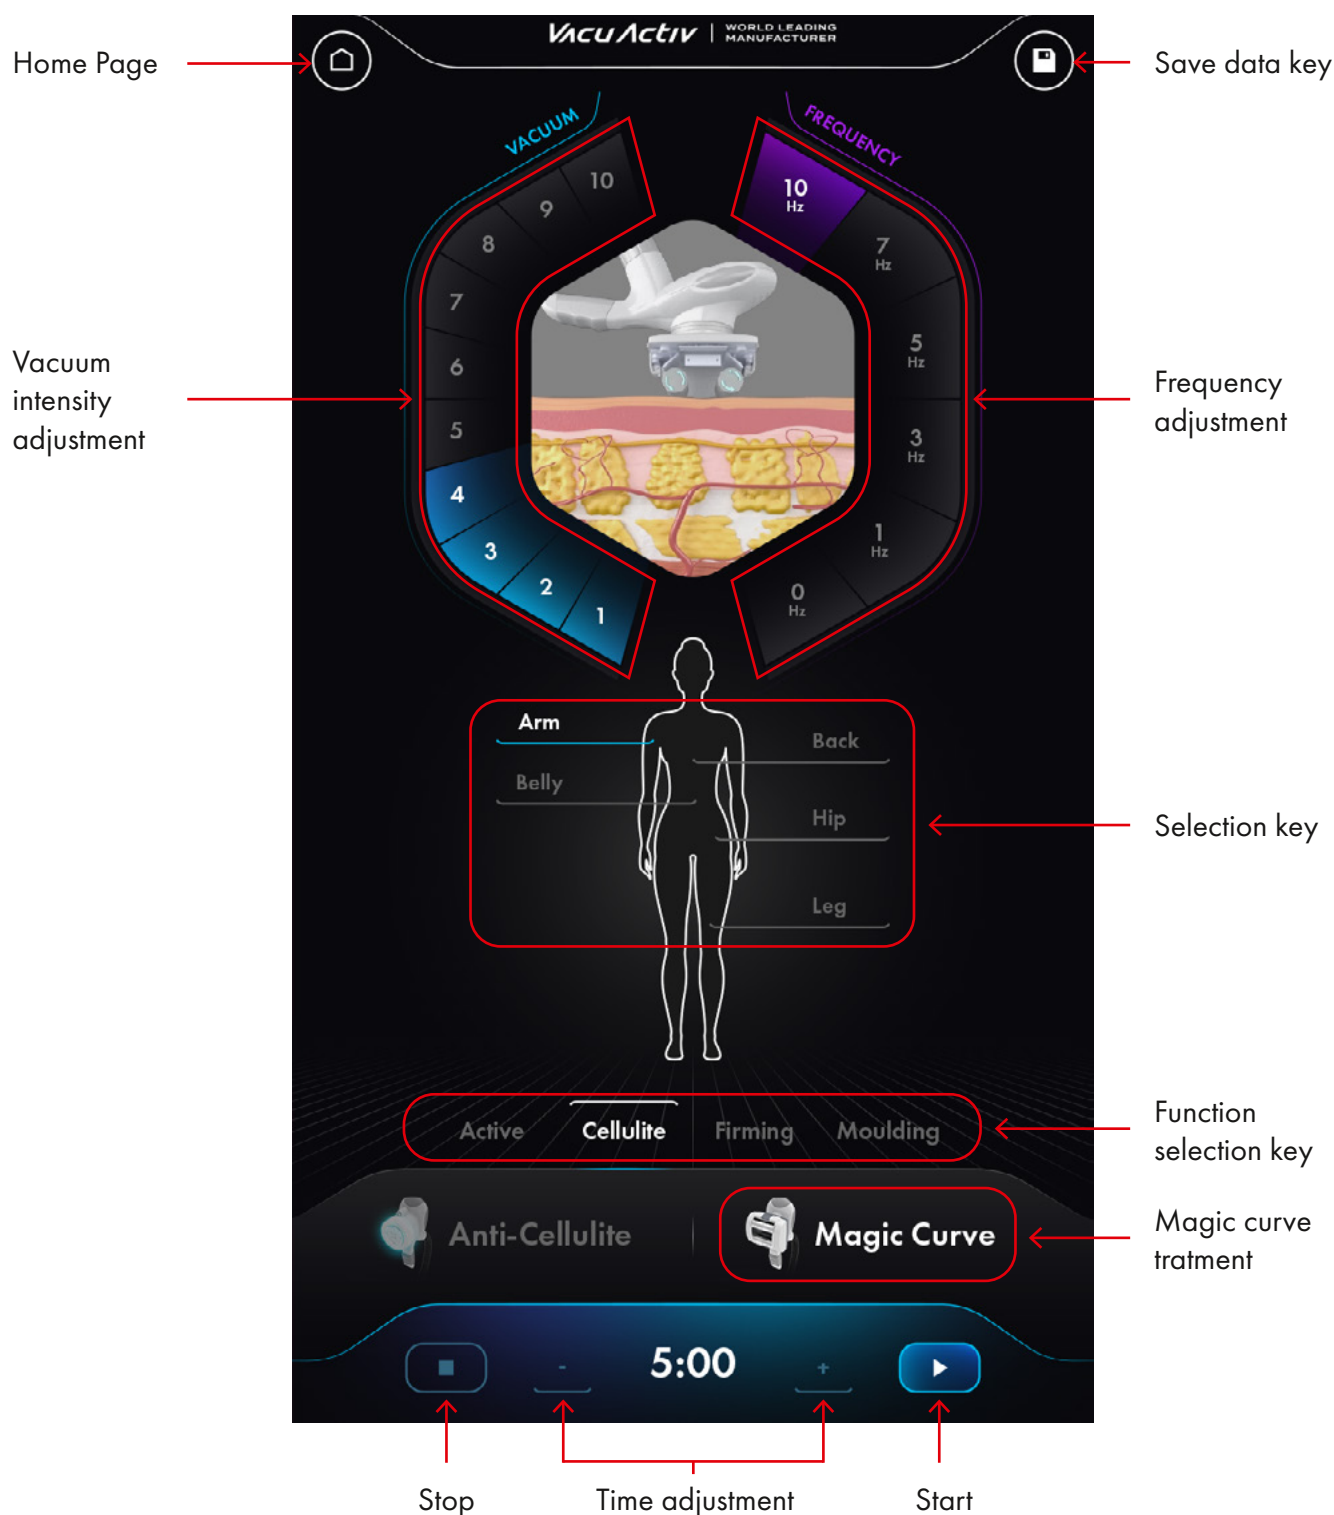 VACU ACTIV | WORLD LEADING
MANUFACTURER
Home Page
Save data key
VACUUM
FREQUENCY
10
9
8
7
6
5
4
3
2
1
10
Hz
7
Hz
5
Hz
3
Hz
1
Hz
0
Hz
Vacuum
intensity
adjustment
Frequency
adjustment
Arm
Back
Belly
Hip
Leg
Selection key
Active
Cellulite
Firming
Moulding
Function
selection key
Anti-Cellulite
Magic Curve
Magic curve
tratment
-
5:00
+
Stop
Time adjustment
Start